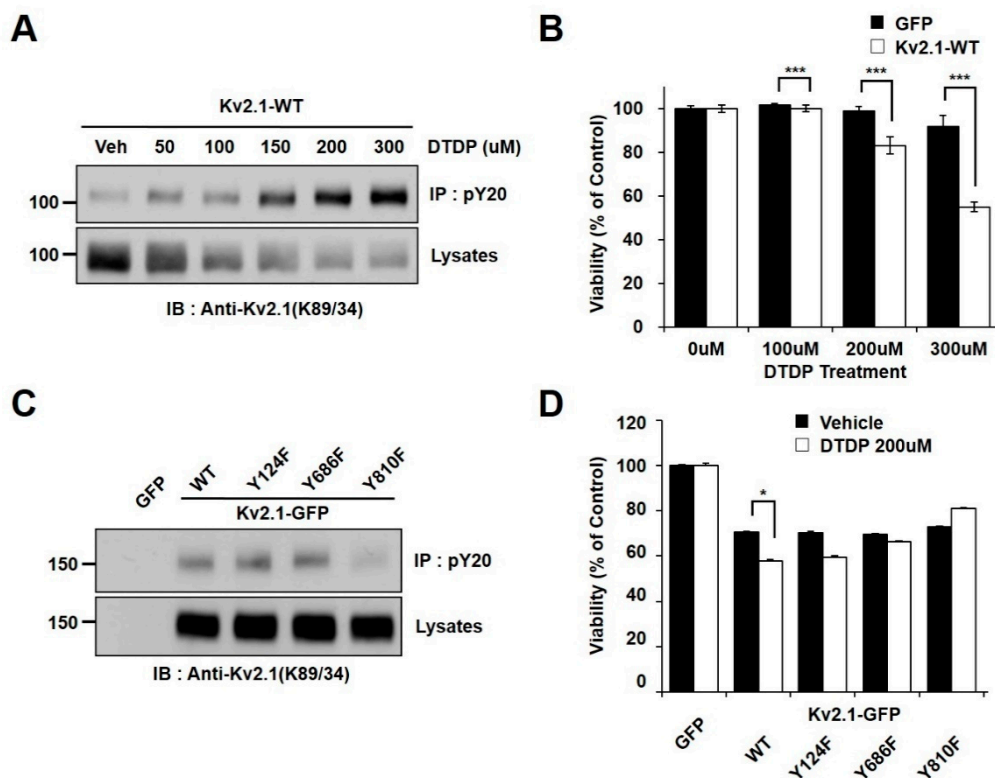 A
Kv2.1-WT
Veh 50 100 150 200 300 DTDP (uM)
100
IP : pY20
100
Lysates
IB : Anti-Kv2.1(K89/34)
B
GFP
Kv2.1-WT
*** *** ***
Viability (% of Control)
100
80
60
40
20
0
0uM 100uM 200uM 300uM
DTDP Treatment
C
GFP WT Y124F Y686F Y810F
Kv2.1-GFP
150
IP : pY20
150
Lysates
IB : Anti-Kv2.1(K89/34)
D
Vehicle
DTDP 200uM
*
Viability (% of Control)
120
100
80
60
40
20
0
Kv2.1-GFP
GFP WT Y124F Y686F Y810F